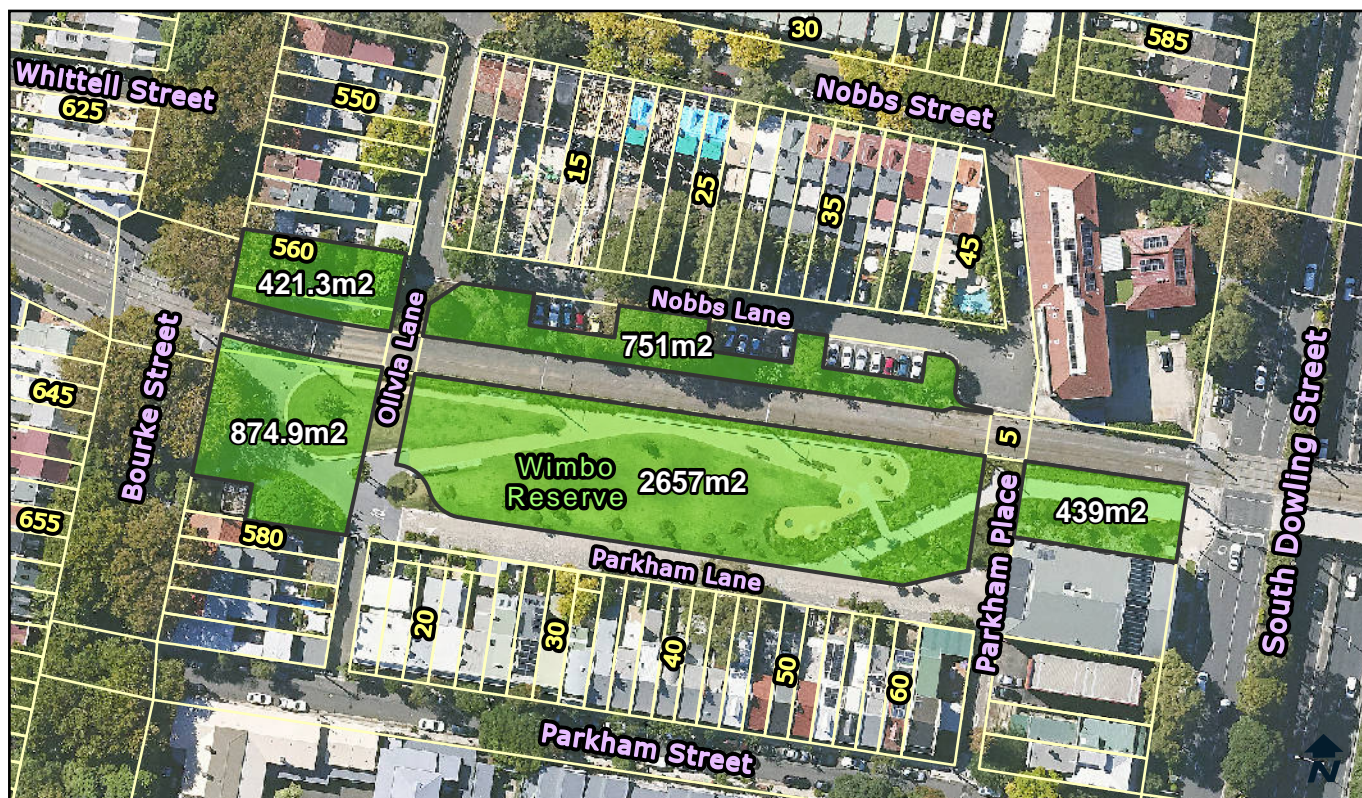 30
585
Whittell Street
625
550
Nobbs Street
15
25
35
45
560
421.3m2
Nobbs Lane
751m2
Olivia Lane
Bourke Street
645
874.9m2
5
Wimbo
Reserve
2657m2
439m2
655
580
Parkham Lane
Parkham Place
South Dowling Street
20
30
40
50
60
Parkham Street
N